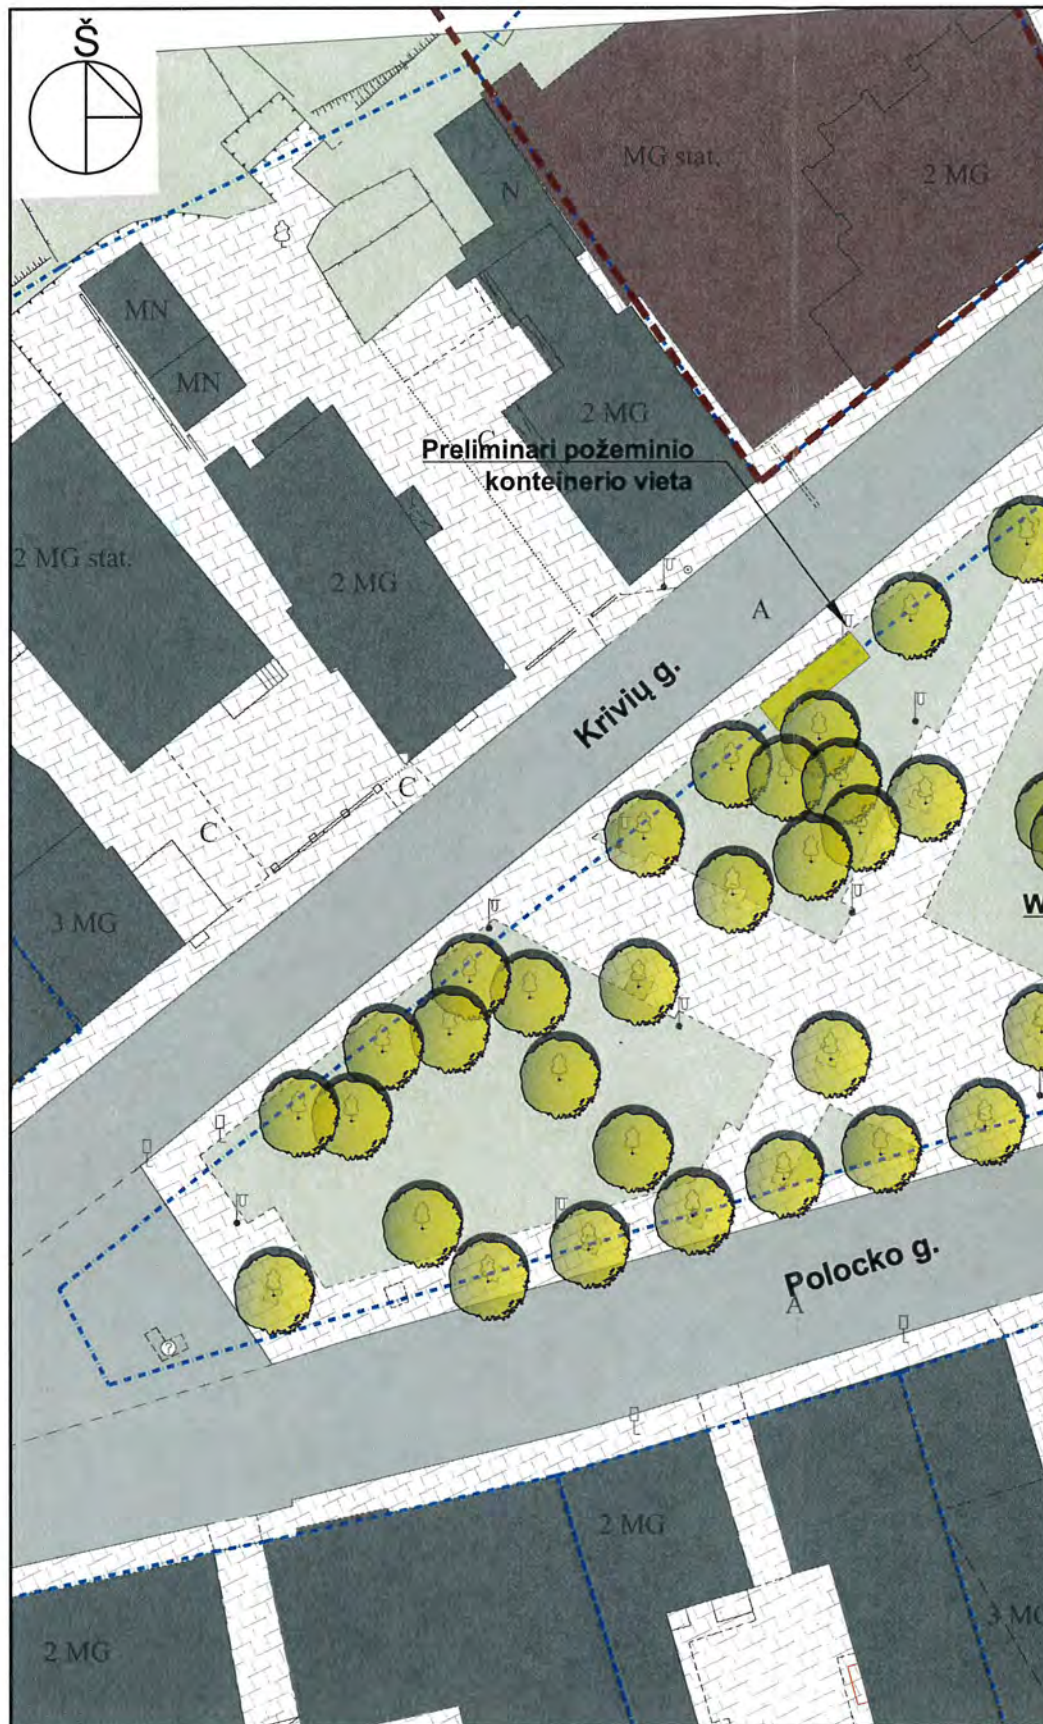 Š
MG stat.
2 MG
N
MN
MN
2 MG
C
Preliminari požeminio
konteinerio vieta
2 MG stat.
2 MG
A
Krivių g.
C
C
3 MG
W
Polocko g.
A
?
2 MG
2 MG
3 MG